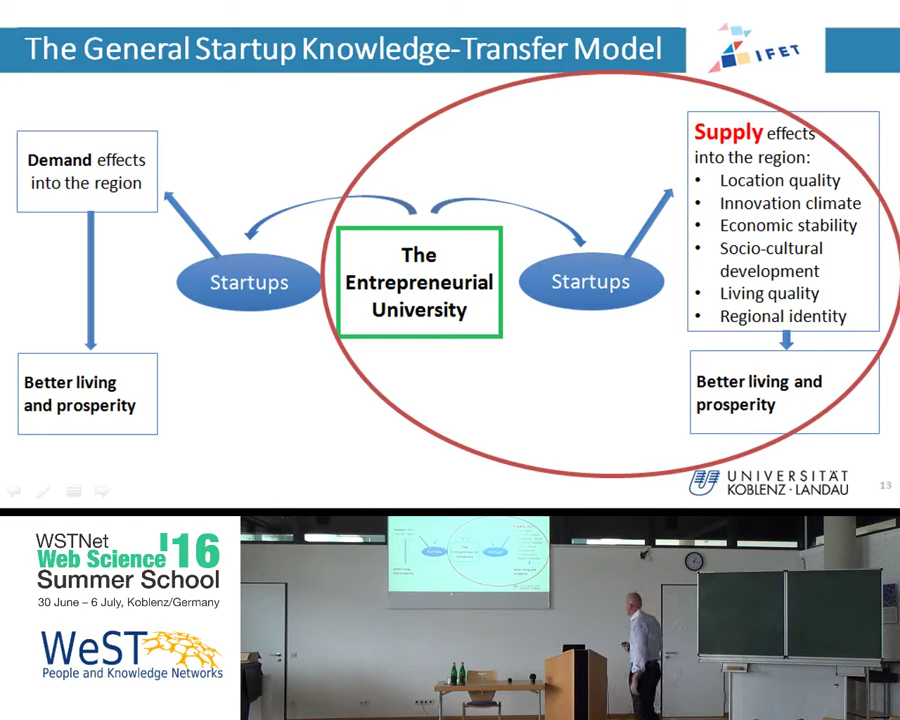 The General Startup Knowledge-Transfer Model
IFET
Demand effects
into the region
Startups
Better living
and prosperity
The
Entrepreneurial
University
Startups
Supply effects
into the region:
• Location quality
• Innovation climate
• Economic stability
• Socio-cultural
development
• Living quality
• Regional identity
Better living and
prosperity
UNIVERSITÄT
KOBLENZ · LANDAU
13
WSTNet
Web Science '16
Summer School
30 June – 6 July, Koblenz/Germany
WeST
People and Knowledge Networks